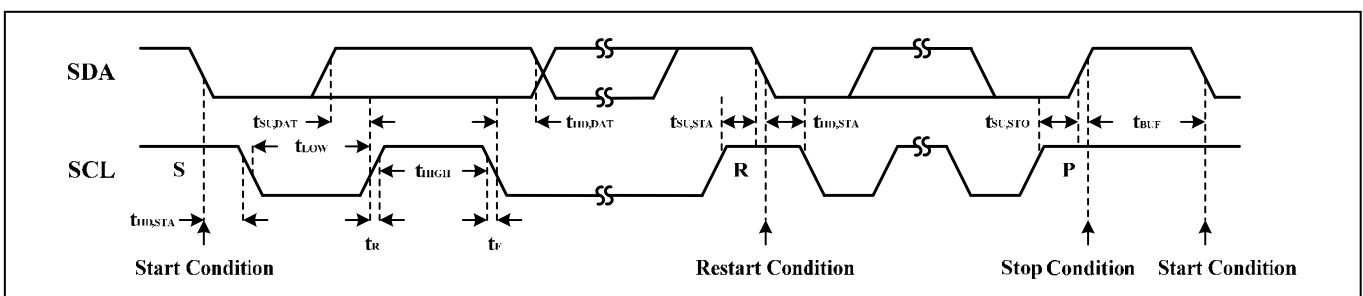 SDA
tSU,DAT tHD,DAT tSU,STA tHD,STA tSU,STO tBUF
tLOW
SCL S tHIGH R P
tHD,STA
tR tF
Start Condition Restart Condition Stop Condition Start Condition